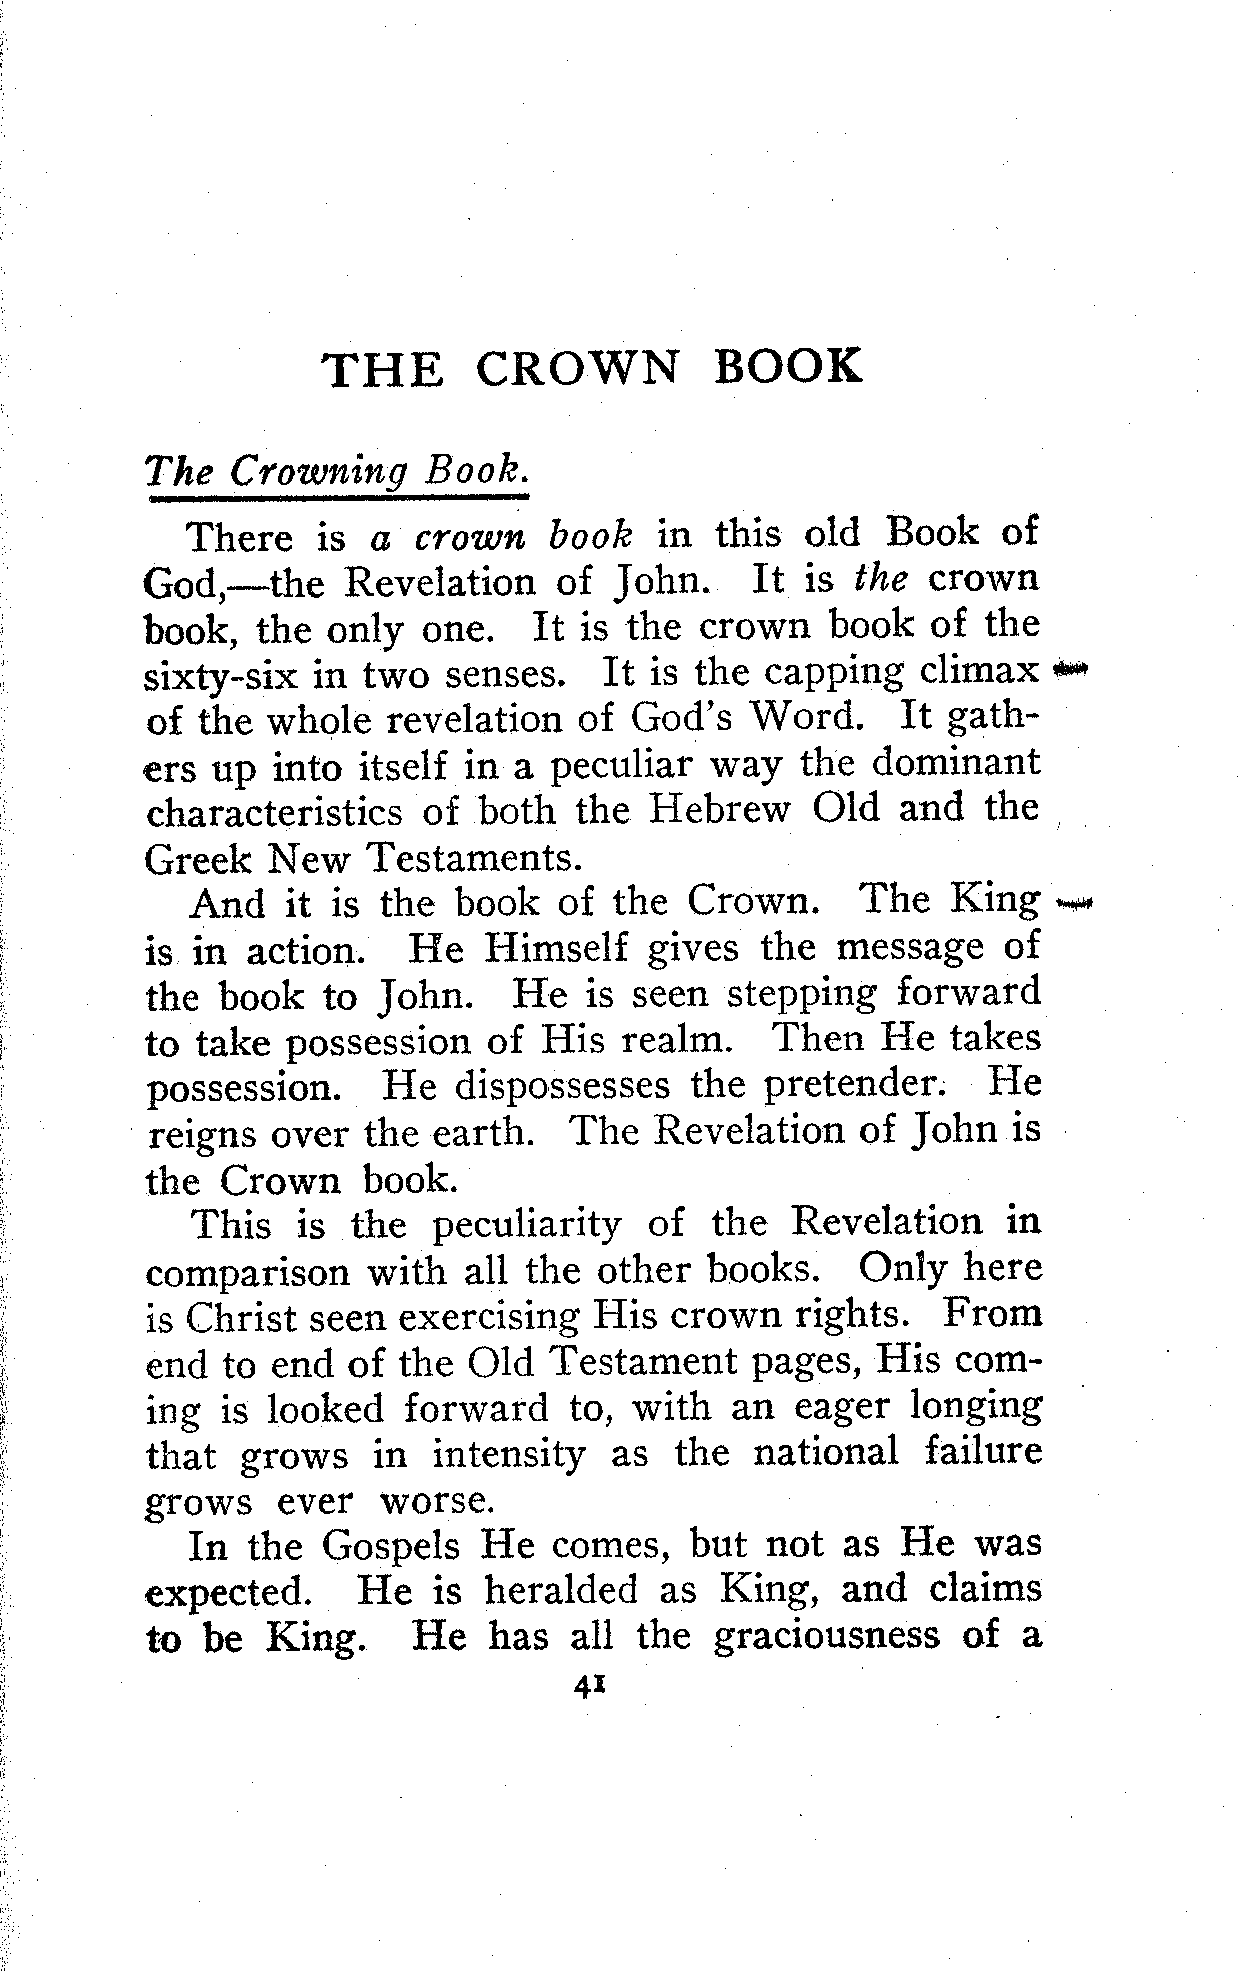 THE CROWN BOOK
The Crowning Book.
There is a crown book in this old Book of
God,—the Revelation of John. It is the crown
book, the only one. It is the crown book of the
sixty-six in two senses. It is the capping climax
of the whole revelation of God's Word. It gath-
ers up into itself in a peculiar way the dominant
characteristics of both the Hebrew Old and the
Greek New Testaments.
And it is the book of the Crown. The King
is in action. He Himself gives the message of
the book to John. He is seen stepping forward
to take possession of His realm. Then He takes
possession. He dispossesses the pretender. He
reigns over the earth. The Revelation of John is
the Crown book.
This is the peculiarity of the Revelation in
comparison with all the other books. Only here
is Christ seen exercising His crown rights. From
end to end of the Old Testament pages, His com-
ing is looked forward to, with an eager longing
that grows in intensity as the national failure
grows ever worse.
In the Gospels He comes, but not as He was
expected. He is heralded as King, and claims
to be King. He has all the graciousness of a
41